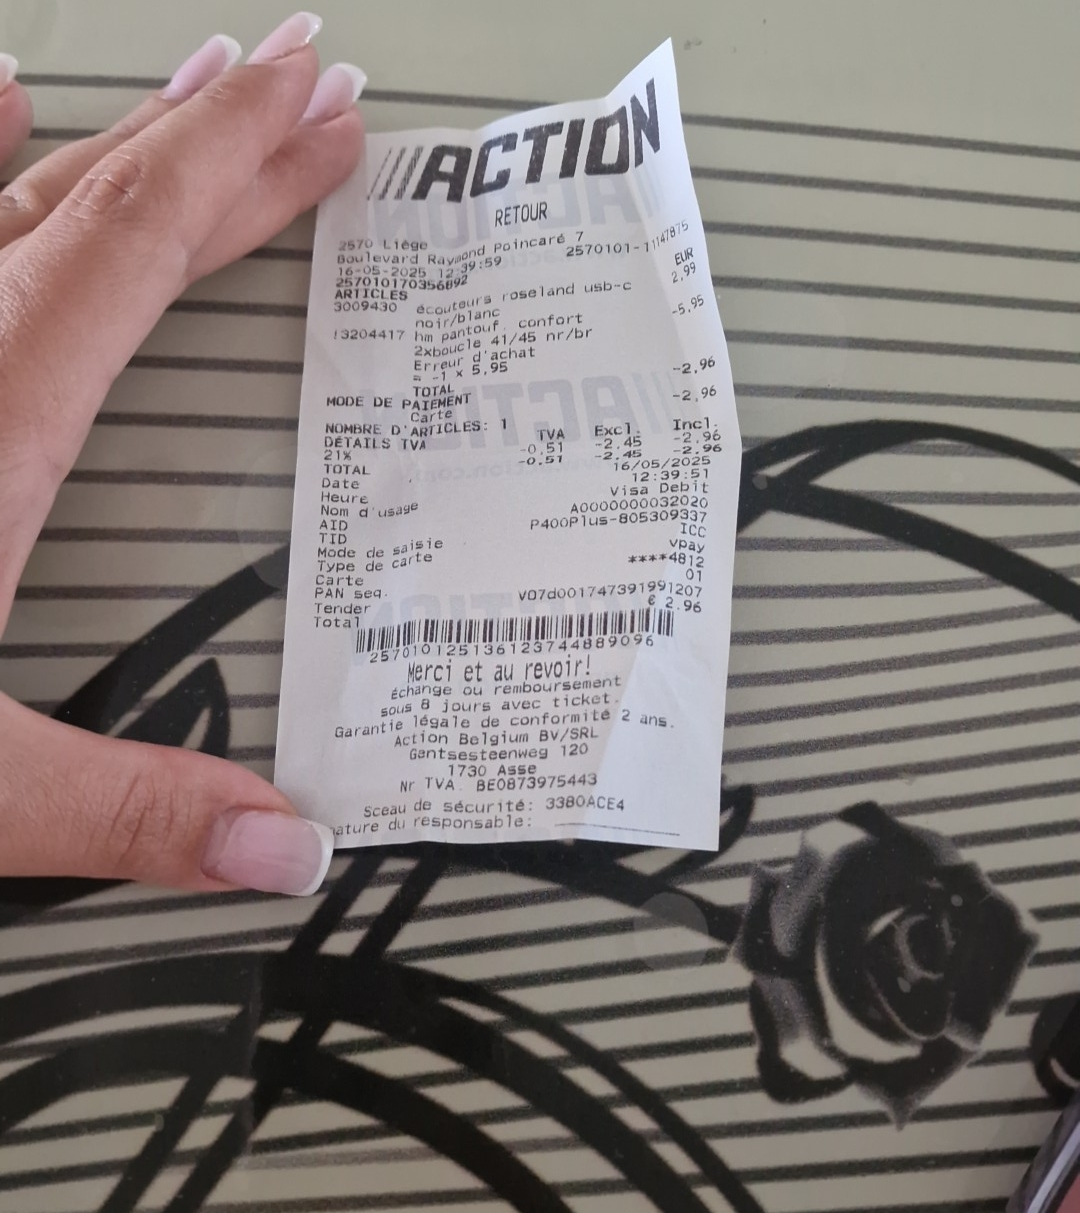 ///ACTION
RETOUR
2570 Liège
Boulevard Raymond Poincaré 7
16-05-2025 12:39:59 2570101-11147875
257010170356892
ARTICLES EUR
3009430 écouteurs roseland usb-c 2,99
noir/blanc
!3204417 hm pantouf. confort -5,95
2xboucle 41/45 nr/br
Erreur d'achat
= -1 x 5,95
TOTAL -2,96
MODE DE PAIEMENT
Carte -2,96
NOMBRE D'ARTICLES: 1
DÉTAILS TVA TVA Excl. Incl.
21% -0,51 -2,45 -2,96
TOTAL -0,51 -2,45 -2,96
Date 16/05/2025
Heure 12:39:51
Nom d'usage Visa Debit
AID A0000000032020
TID P400Plus-805309337
Mode de saisie ICC
Type de carte vpay
Carte ****4812
PAN seq. 01
Tender V07d001747391991207
Total € 2.96
257010125136123744889096
Merci et au revoir!
échange ou remboursement
sous 8 jours avec ticket.
Garantie légale de conformité 2 ans.
Action Belgium BV/SRL
Gentsesteenweg 120
1730 Asse
Nr TVA. BE0873975443
Sceau de sécurité: 3380ACE4
ature du responsable: